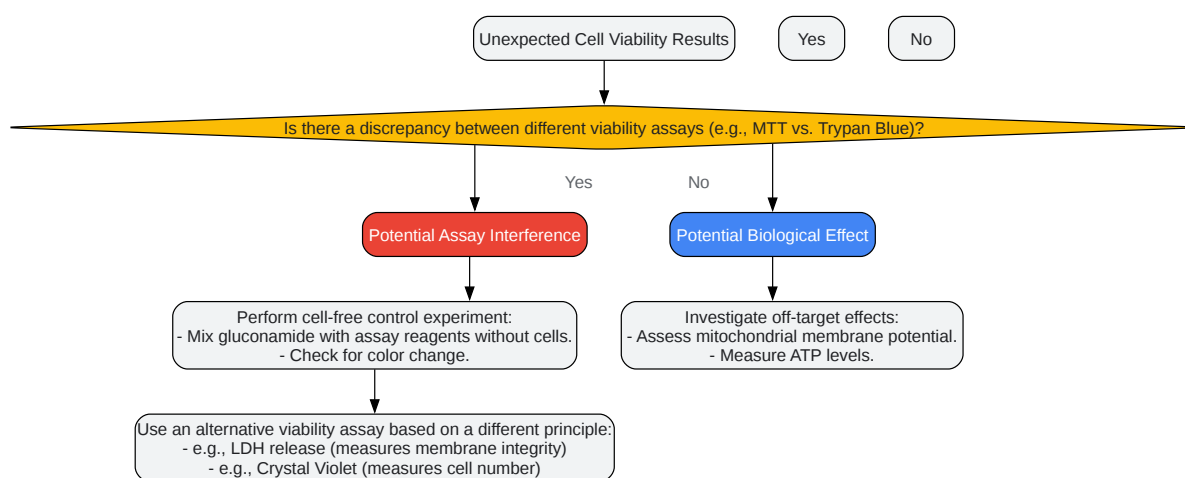 Unexpected Cell Viability Results
Yes
No
Is there a discrepancy between different viability assays (e.g., MTT vs. Trypan Blue)?
Yes
No
Potential Assay Interference
Potential Biological Effect
Perform cell-free control experiment:
- Mix gluconamide with assay reagents without cells.
- Check for color change.
Investigate off-target effects:
- Assess mitochondrial membrane potential.
- Measure ATP levels.
Use an alternative viability assay based on a different principle:
- e.g., LDH release (measures membrane integrity)
- e.g., Crystal Violet (measures cell number)